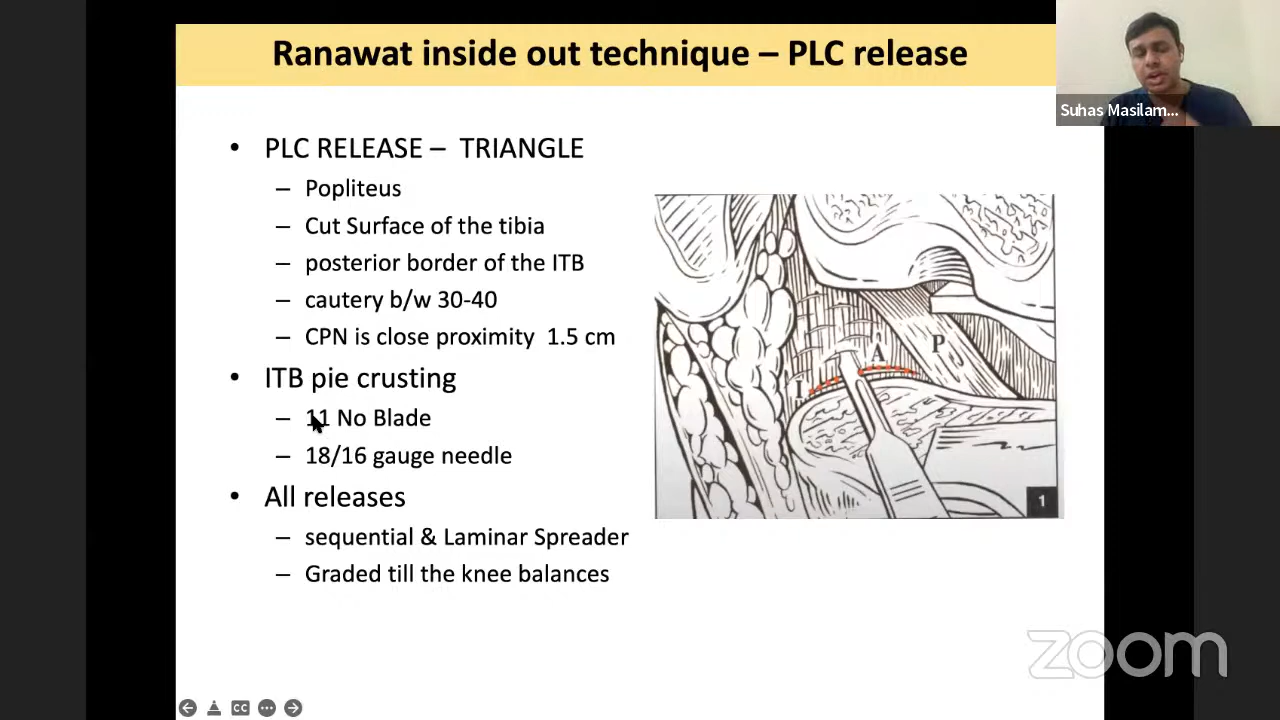 Ranawat inside out technique – PLC release
Suhas Masilam...
• PLC RELEASE – TRIANGLE
– Popliteus
– Cut Surface of the tibia
– posterior border of the ITB
– cautery b/w 30-40
– CPN is close proximity 1.5 cm
• ITB pie crusting
– 11 No Blade
– 18/16 gauge needle
• All releases
– sequential & Laminar Spreader
– Graded till the knee balances
I A P
1
zoom
CC